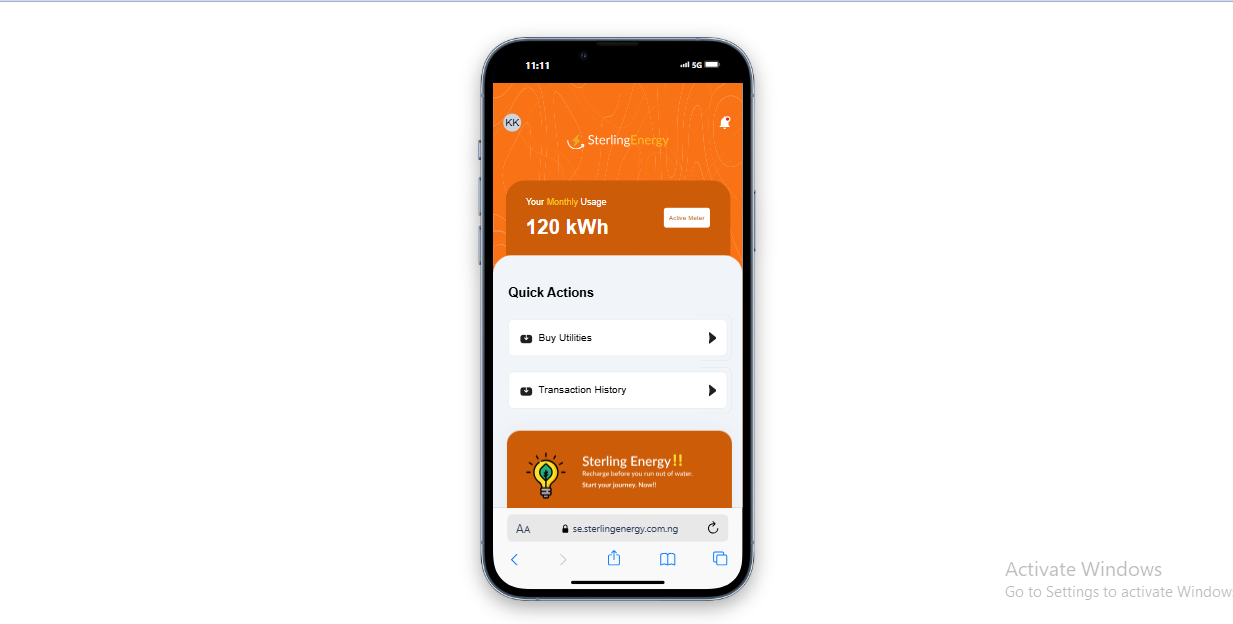 11:11
5G
KK
SterlingEnergy
Your Monthly Usage
120 kWh
Active Meter
Quick Actions
Buy Utilities
Transaction History
Sterling Energy!!
Recharge before you run out of water.
Start your journey. Now!!
AA
se.sterlingenergy.com.ng
Activate Windows
Go to Settings to activate Window